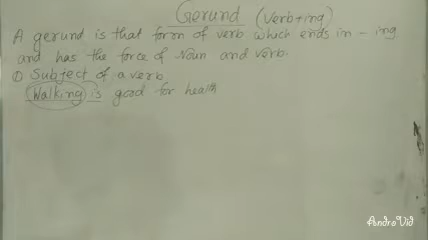 Gerund (Verb+ing)
A gerund is that form of verb which ends in - ing
and has the force of Noun and verb.
① Subject of a verb
Walking is good for health
AndroVid